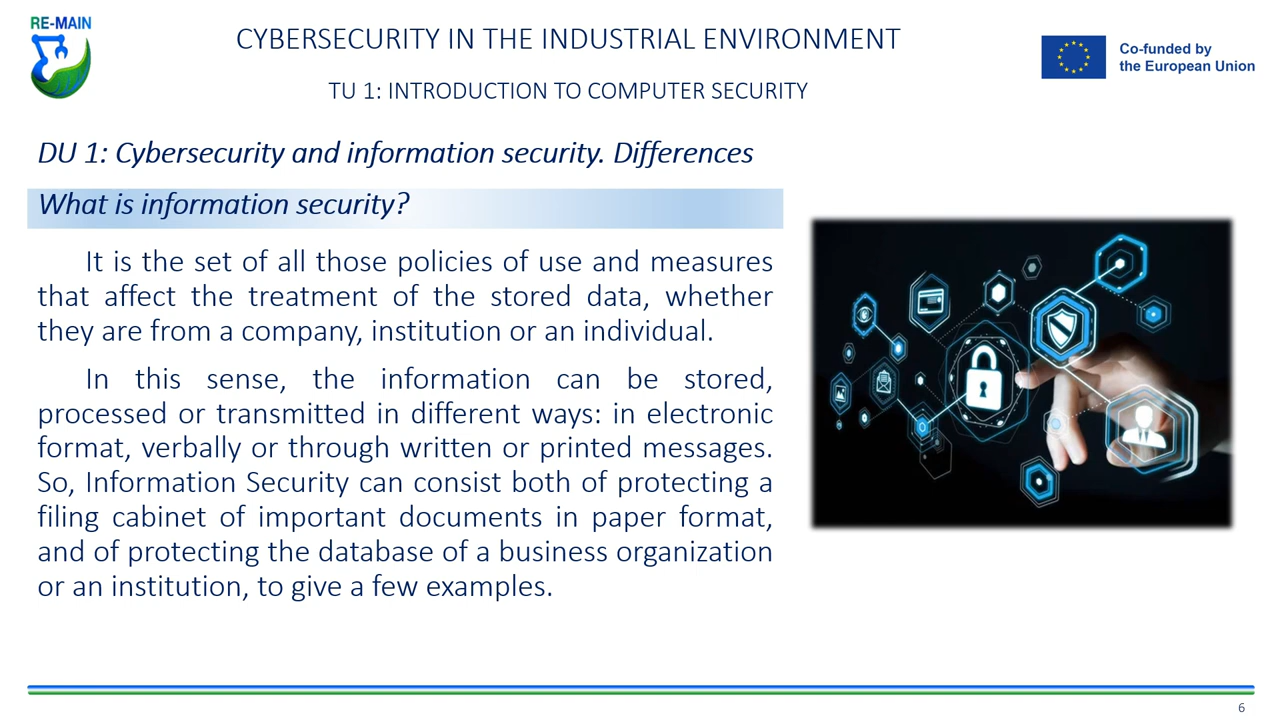 RE-MAIN
CYBERSECURITY IN THE INDUSTRIAL ENVIRONMENT
TU 1: INTRODUCTION TO COMPUTER SECURITY
Co-funded by
the European Union
DU 1: Cybersecurity and information security. Differences
What is information security?
It is the set of all those policies of use and measures
that affect the treatment of the stored data, whether
they are from a company, institution or an individual.
In this sense, the information can be stored,
processed or transmitted in different ways: in electronic
format, verbally or through written or printed messages.
So, Information Security can consist both of protecting a
filing cabinet of important documents in paper format,
and of protecting the database of a business organization
or an institution, to give a few examples.
6